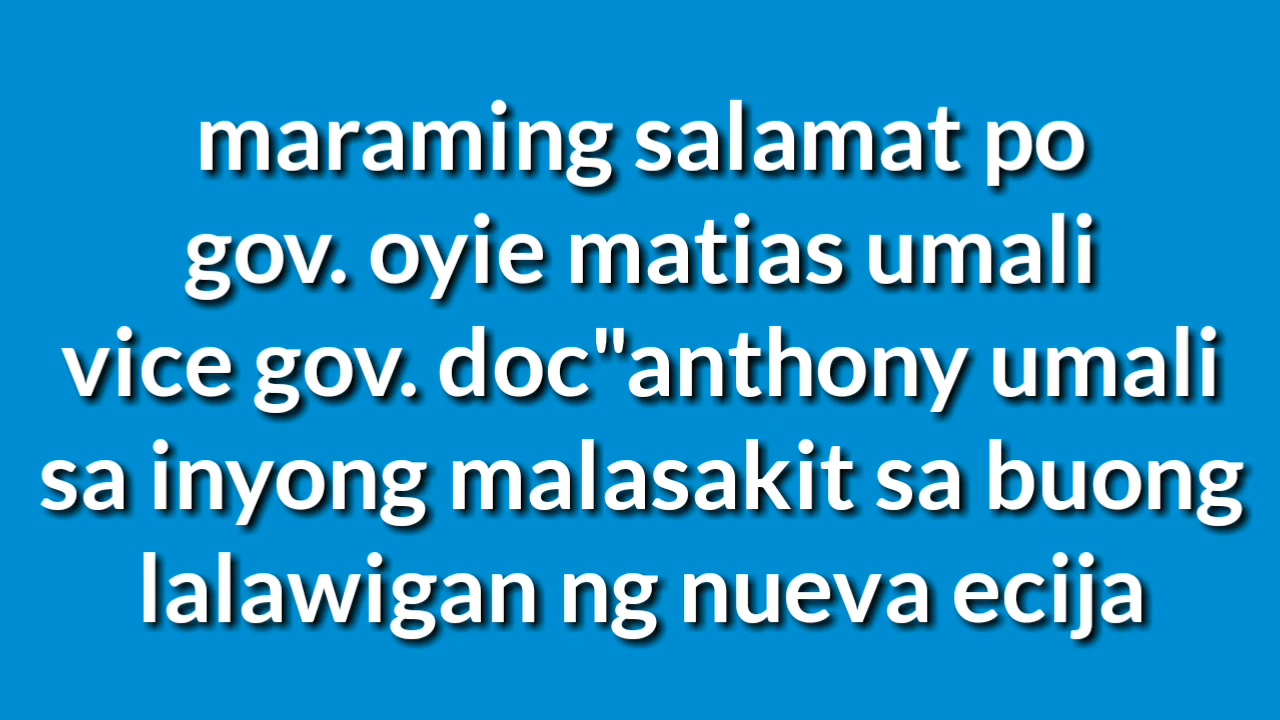 maraming salamat po
gov. oyie matias umali
vice gov. doc"anthony umali
sa inyong malasakit sa buong
lalawigan ng nueva ecija